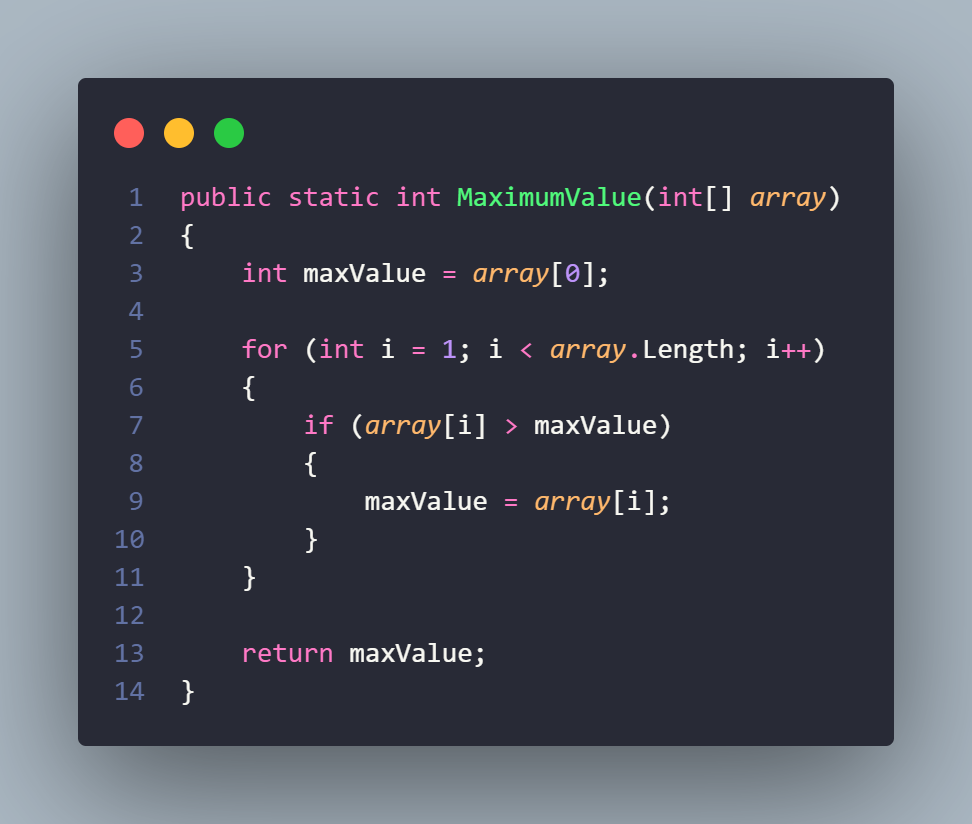 1 public static int MaximumValue(int[] array)
2 {
3     int maxValue = array[0];
4
5     for (int i = 1; i < array.Length; i++)
6     {
7         if (array[i] > maxValue)
8         {
9             maxValue = array[i];
10         }
11     }
12
13     return maxValue;
14 }